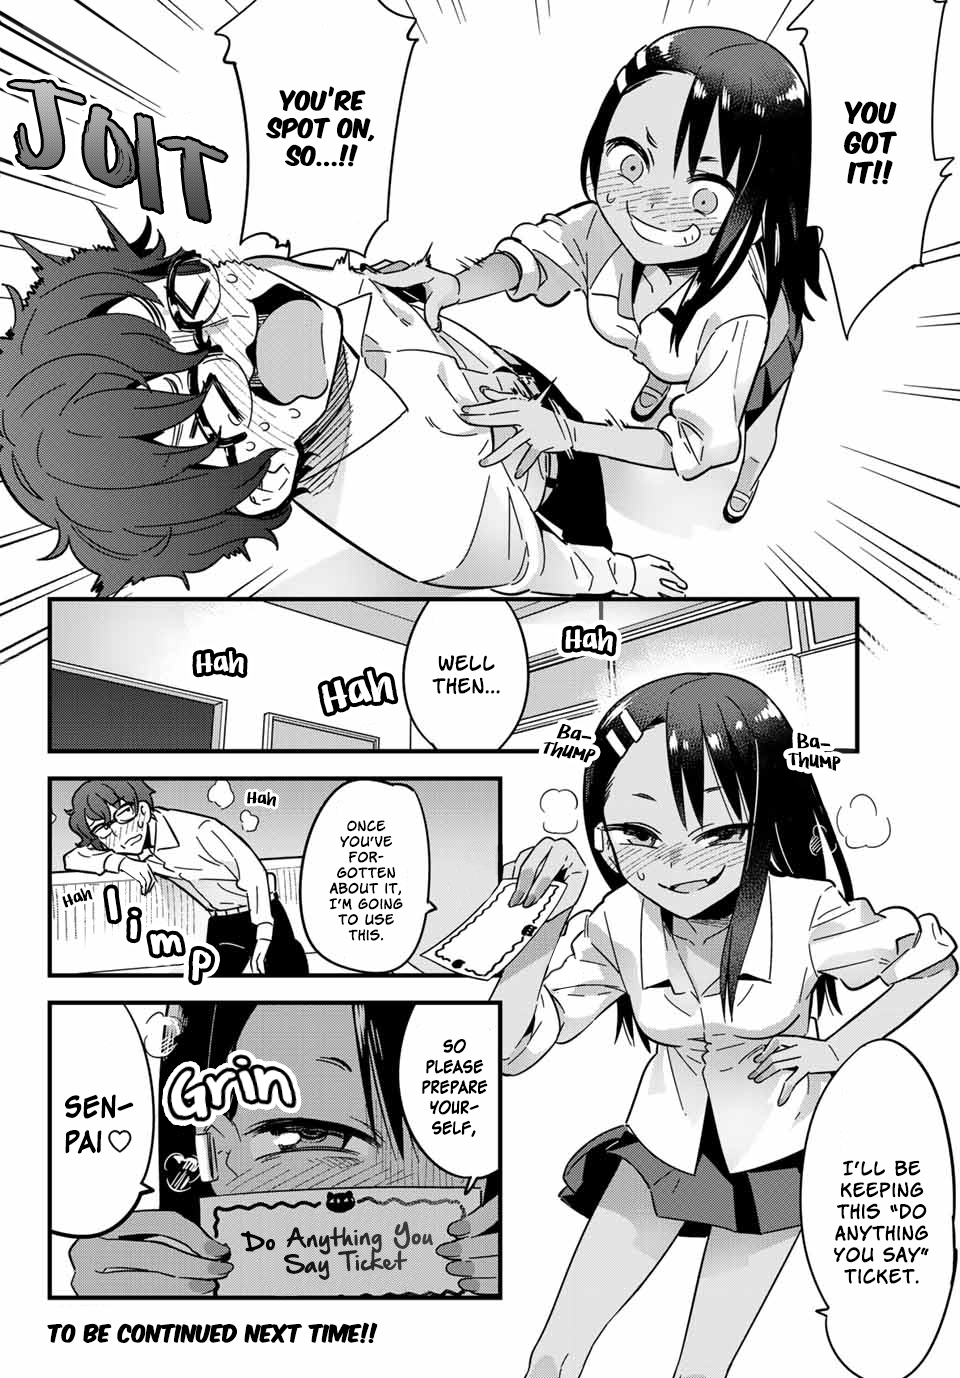 YOU
GOT
IT!!
YOU'RE
SPOT ON,
SO...!!
JOIT
Hah
Hah
Hah
WELL
THEN...
Ba-
Thump
Ba-
Thump
I'LL BE
KEEPING
THIS "DO
ANYTHING
YOU SAY"
TICKET.
ONCE
YOU'VE
FOR-
GOTTEN
ABOUT IT,
I'M GOING
TO USE
THIS.
Hah
Hah
limp
SO
PLEASE
PREPARE
YOUR-
SELF,
Grin
SEN-
PAI♡
Do Anything You
Say Ticket
TO BE CONTINUED NEXT TIME!!